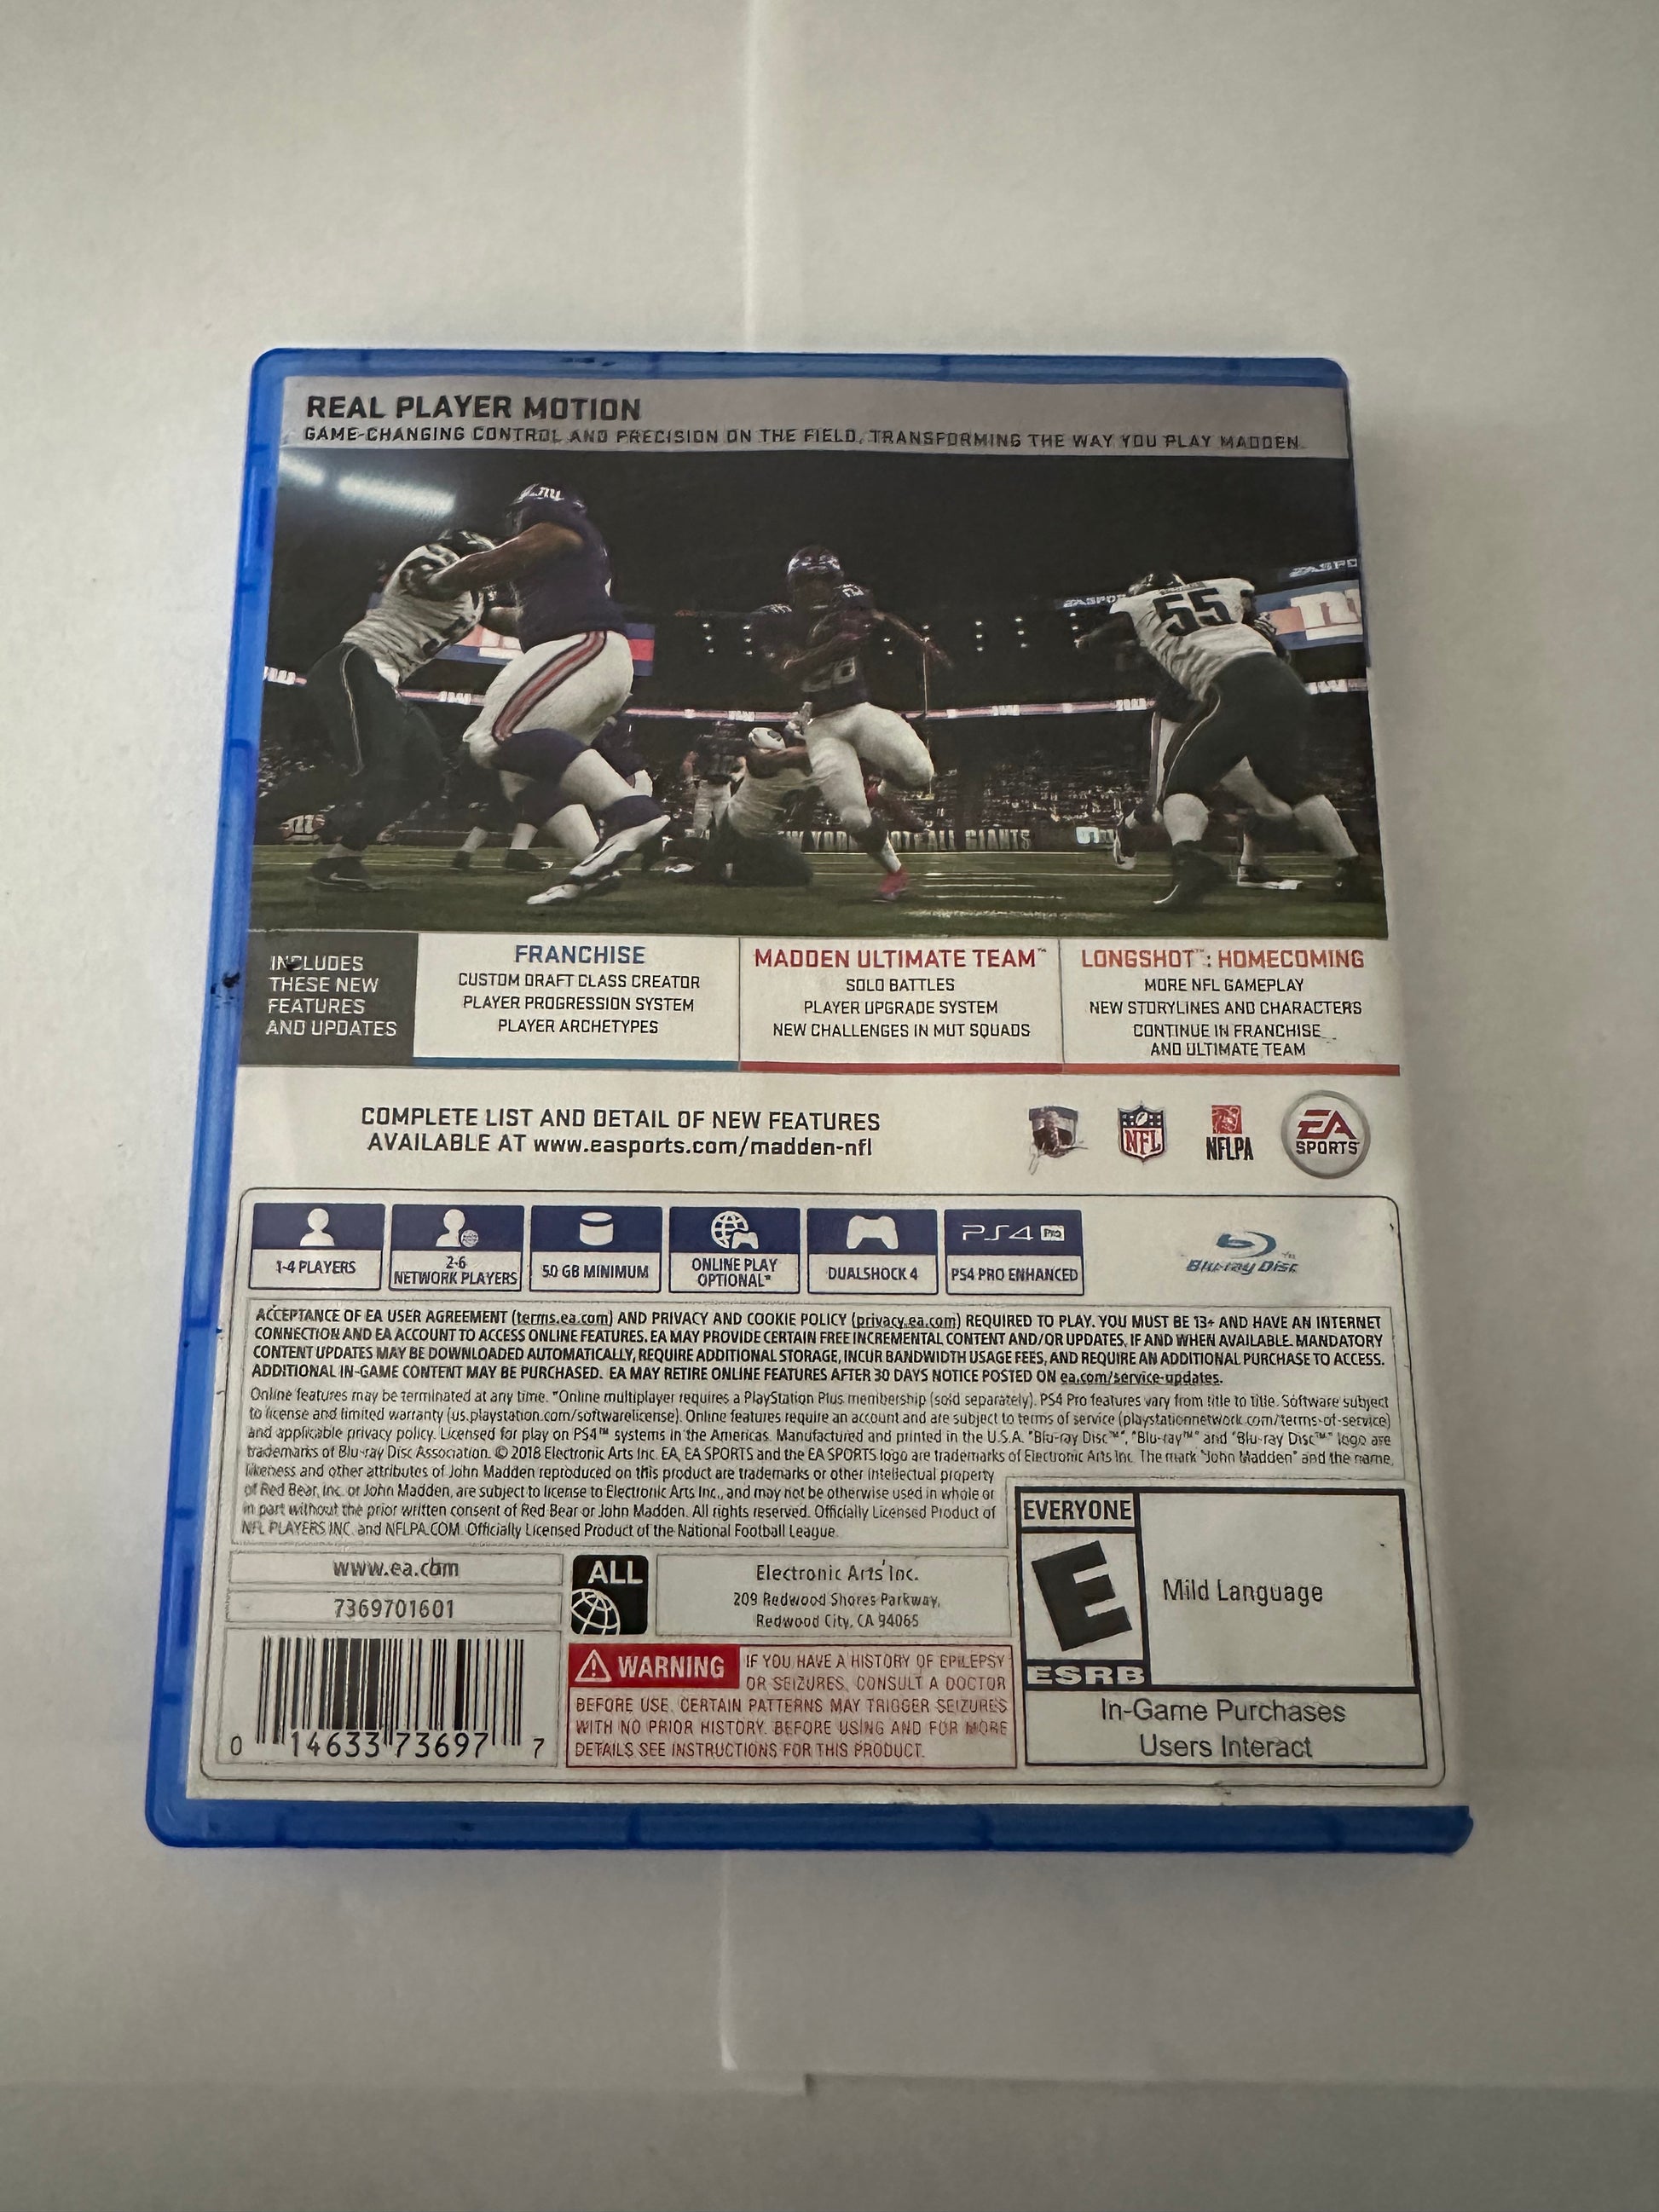 REAL PLAYER MOTION
GAME-CHANGING CONTROL AND PRECISION ON THE FIELD, TRANSFORMING THE WAY YOU PLAY MADDEN.
ny
EA SPO
EA SPOR
55
28
NEW YORK FOOTBALL GIANTS
INCLUDES
THESE NEW
FEATURES
AND UPDATES
FRANCHISE
CUSTOM DRAFT CLASS CREATOR
PLAYER PROGRESSION SYSTEM
PLAYER ARCHETYPES
MADDEN ULTIMATE TEAM™
SOLO BATTLES
PLAYER UPGRADE SYSTEM
NEW CHALLENGES IN MUT SQUADS
LONGSHOT™: HOMECOMING
MORE NFL GAMEPLAY
NEW STORYLINES AND CHARACTERS
CONTINUE IN FRANCHISE
AND ULTIMATE TEAM
COMPLETE LIST AND DETAIL OF NEW FEATURES
AVAILABLE AT www.easports.com/madden-nfl
NFL
NFLPA
EA
SPORTS
1-4 PLAYERS
2-6
NETWORK PLAYERS
50 GB MINIMUM
ONLINE PLAY
OPTIONAL*
DUALSHOCK 4
PS4 Pro
PS4 PRO ENHANCED
Blu-ray Disc™
ACCEPTANCE OF EA USER AGREEMENT (terms.ea.com) AND PRIVACY AND COOKIE POLICY (privacy.ea.com) REQUIRED TO PLAY. YOU MUST BE 13+ AND HAVE AN INTERNET
CONNECTION AND EA ACCOUNT TO ACCESS ONLINE FEATURES. EA MAY PROVIDE CERTAIN FREE INCREMENTAL CONTENT AND/OR UPDATES, IF AND WHEN AVAILABLE. MANDATORY
CONTENT UPDATES MAY BE DOWNLOADED AUTOMATICALLY, REQUIRE ADDITIONAL STORAGE, INCUR BANDWIDTH USAGE FEES, AND REQUIRE AN ADDITIONAL PURCHASE TO ACCESS.
ADDITIONAL IN-GAME CONTENT MAY BE PURCHASED. EA MAY RETIRE ONLINE FEATURES AFTER 30 DAYS NOTICE POSTED ON ea.com/service-updates.
Online features may be terminated at any time. *Online multiplayer requires a PlayStation Plus membership (sold separately). PS4 Pro features vary from title to title. Software subject
to license and limited warranty (us.playstation.com/softwarelicense). Online features require an account and are subject to terms of service (playstationnetwork.com/terms-of-service)
and applicable privacy policy. Licensed for play on PS4™ systems in the Americas. Manufactured and printed in the U.S.A. "Blu-ray Disc™", "Blu-ray™" and "Blu-ray Disc™" logo are
trademarks of Blu-ray Disc Association. © 2018 Electronic Arts Inc. EA, EA SPORTS and the EA SPORTS logo are trademarks of Electronic Arts Inc. The mark "John Madden" and the name,
likeness and other attributes of John Madden reproduced on this product are trademarks or other intellectual property
of Red Bear, Inc. or John Madden, are subject to license to Electronic Arts Inc., and may not be otherwise used in whole or
in part without the prior written consent of Red Bear or John Madden. All rights reserved. Officially Licensed Product of
NFL PLAYERS INC. and NFLPA.COM. Officially Licensed Product of the National Football League.
www.ea.com
7369701601
0 14633 73697 7
ALL
Electronic Arts Inc.
209 Redwood Shores Parkway,
Redwood City, CA 94065
WARNING IF YOU HAVE A HISTORY OF EPILEPSY
OR SEIZURES, CONSULT A DOCTOR
BEFORE USE. CERTAIN PATTERNS MAY TRIGGER SEIZURES
WITH NO PRIOR HISTORY. BEFORE USING AND FOR MORE
DETAILS SEE INSTRUCTIONS FOR THIS PRODUCT.
EVERYONE
E
ESRB
Mild Language
In-Game Purchases
Users Interact